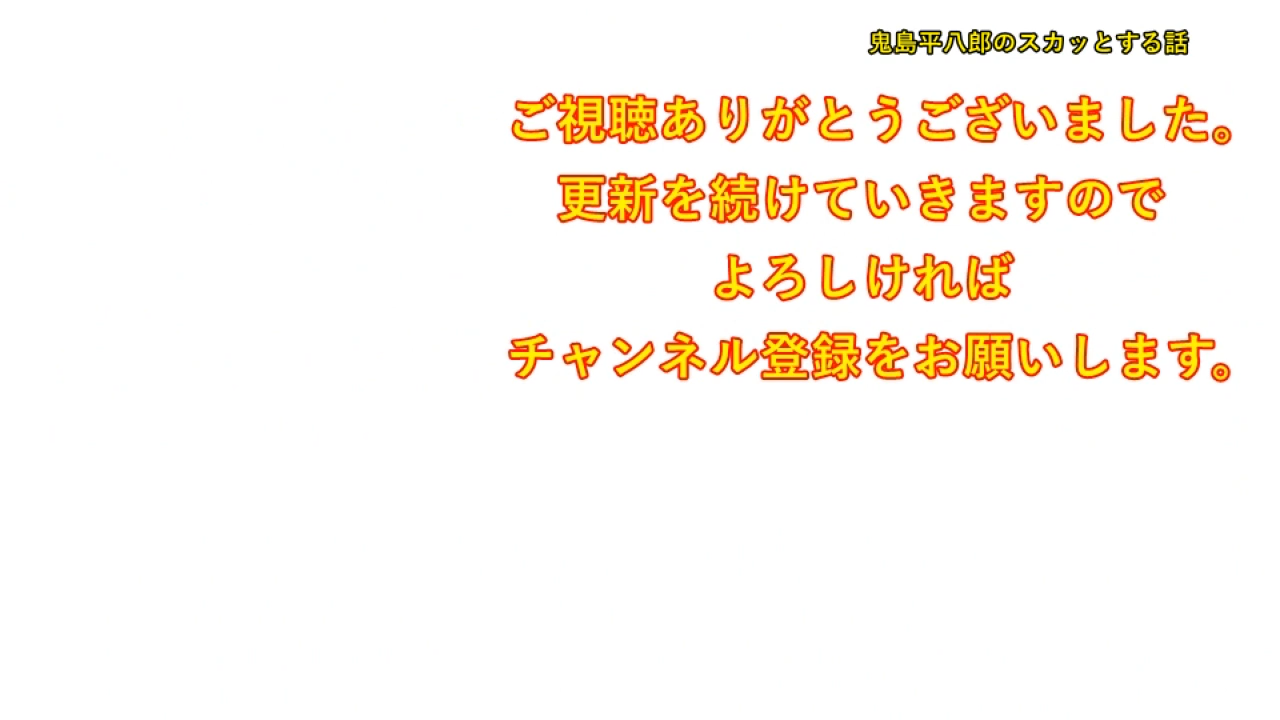 鬼島平八郎のスカッとする話
ご視聴ありがとうございました。
更新を続けていきますので
よろしければ
チャンネル登録をお願いします。